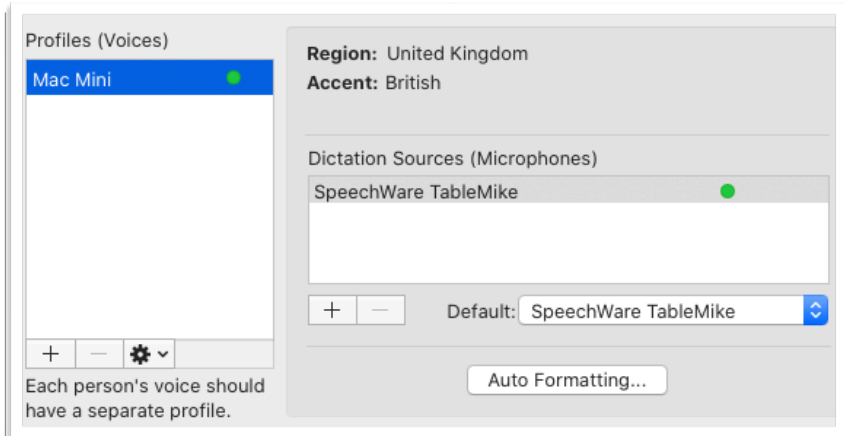 Profiles (Voices)
Mac Mini
+ −
Each person's voice should
have a separate profile.
Region: United Kingdom
Accent: British
Dictation Sources (Microphones)
SpeechWare TableMike
+ −
Default: SpeechWare TableMike
Auto Formatting...